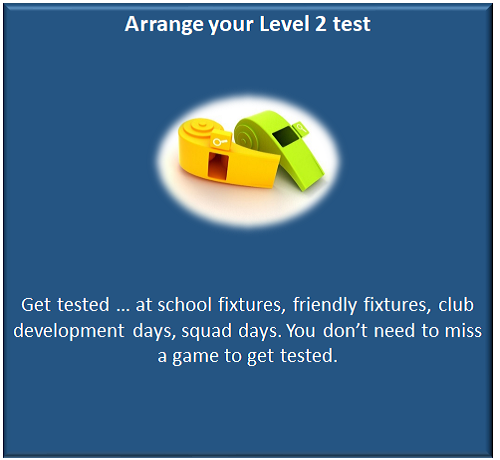 Arrange your Level 2 test
Get tested … at school fixtures, friendly fixtures, club
development days, squad days. You don’t need to miss
a game to get tested.